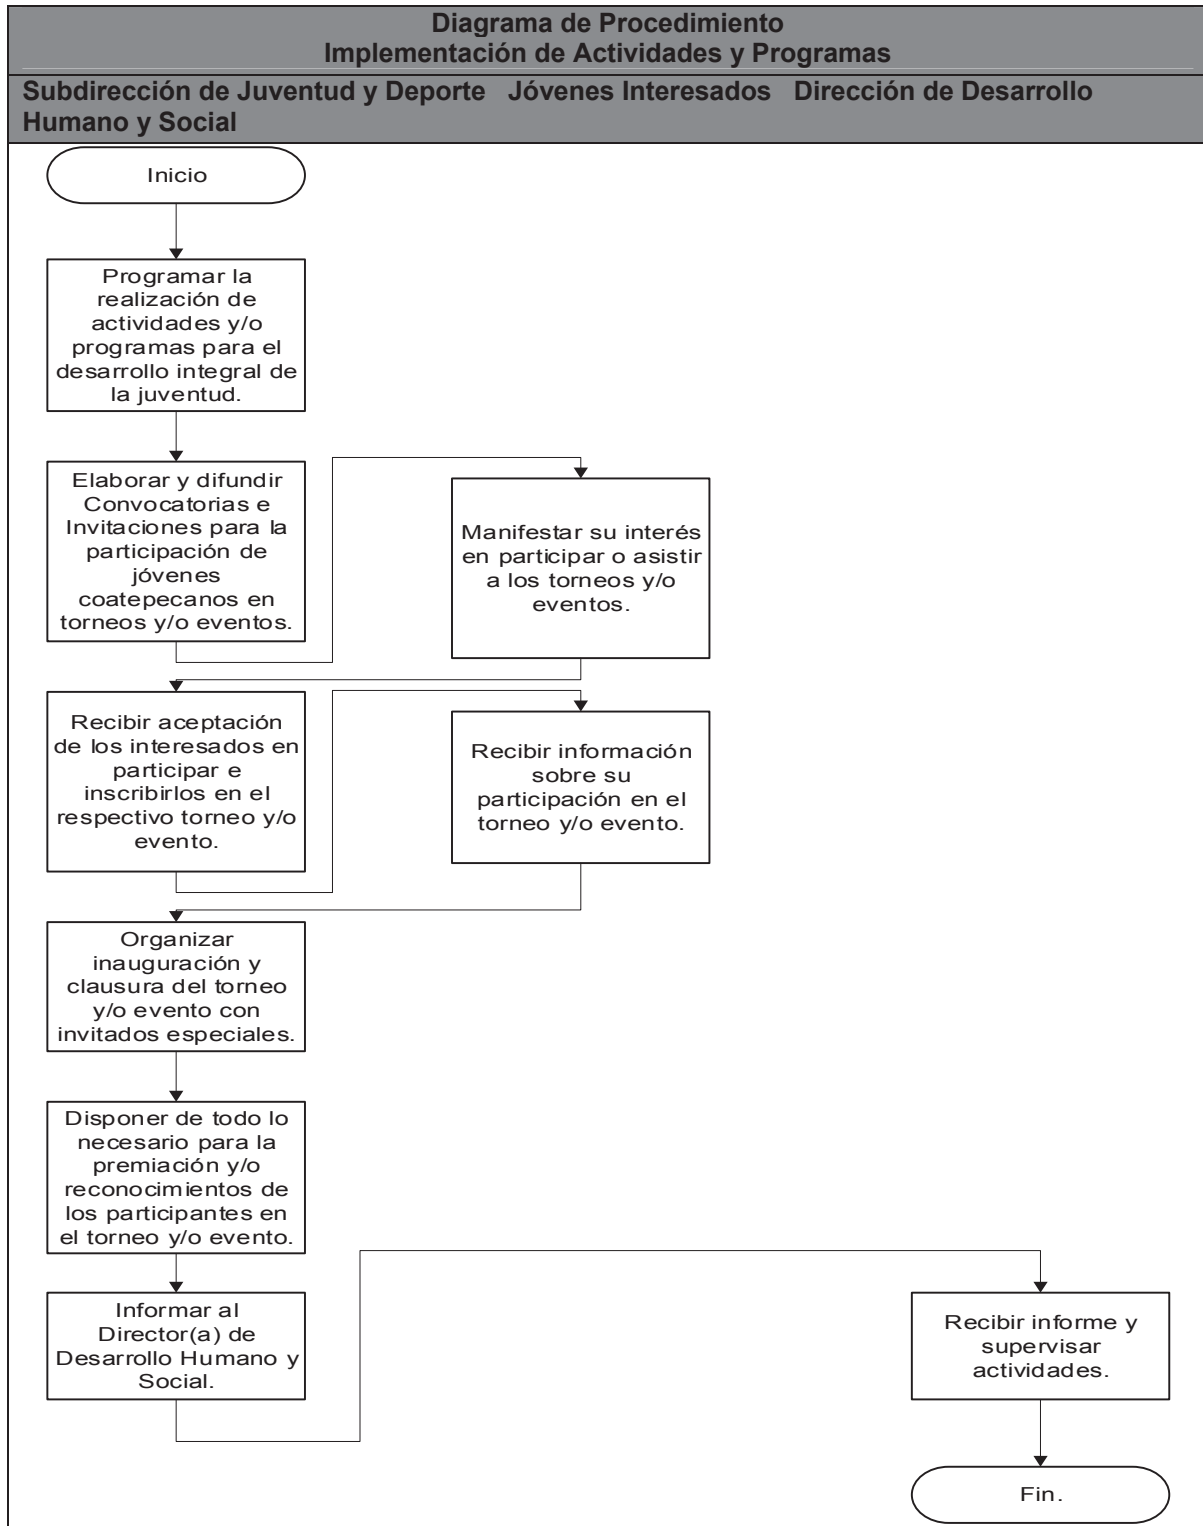 Diagrama de Procedimiento
Implementación de Actividades y Programas
Subdirección de Juventud y Deporte Jóvenes Interesados Dirección de Desarrollo
Humano y Social
Inicio
Programar la
realización de
actividades y/o
programas para el
desarrollo integral de
la juventud.
Elaborar y difundir
Convocatorias e
Invitaciones para la
participación de
jóvenes
coatepecanos en
torneos y/o eventos.
Manifestar su interés
en participar o asistir
a los torneos y/o
eventos.
Recibir aceptación
de los interesados en
participar e
inscribirlos en el
respectivo torneo y/o
evento.
Recibir información
sobre su
participación en el
torneo y/o evento.
Organizar
inauguración y
clausura del torneo
y/o evento con
invitados especiales.
Disponer de todo lo
necesario para la
premiación y/o
reconocimientos de
los participantes en
el torneo y/o evento.
Informar al
Director(a) de
Desarrollo Humano y
Social.
Recibir informe y
supervisar
actividades.
Fin.